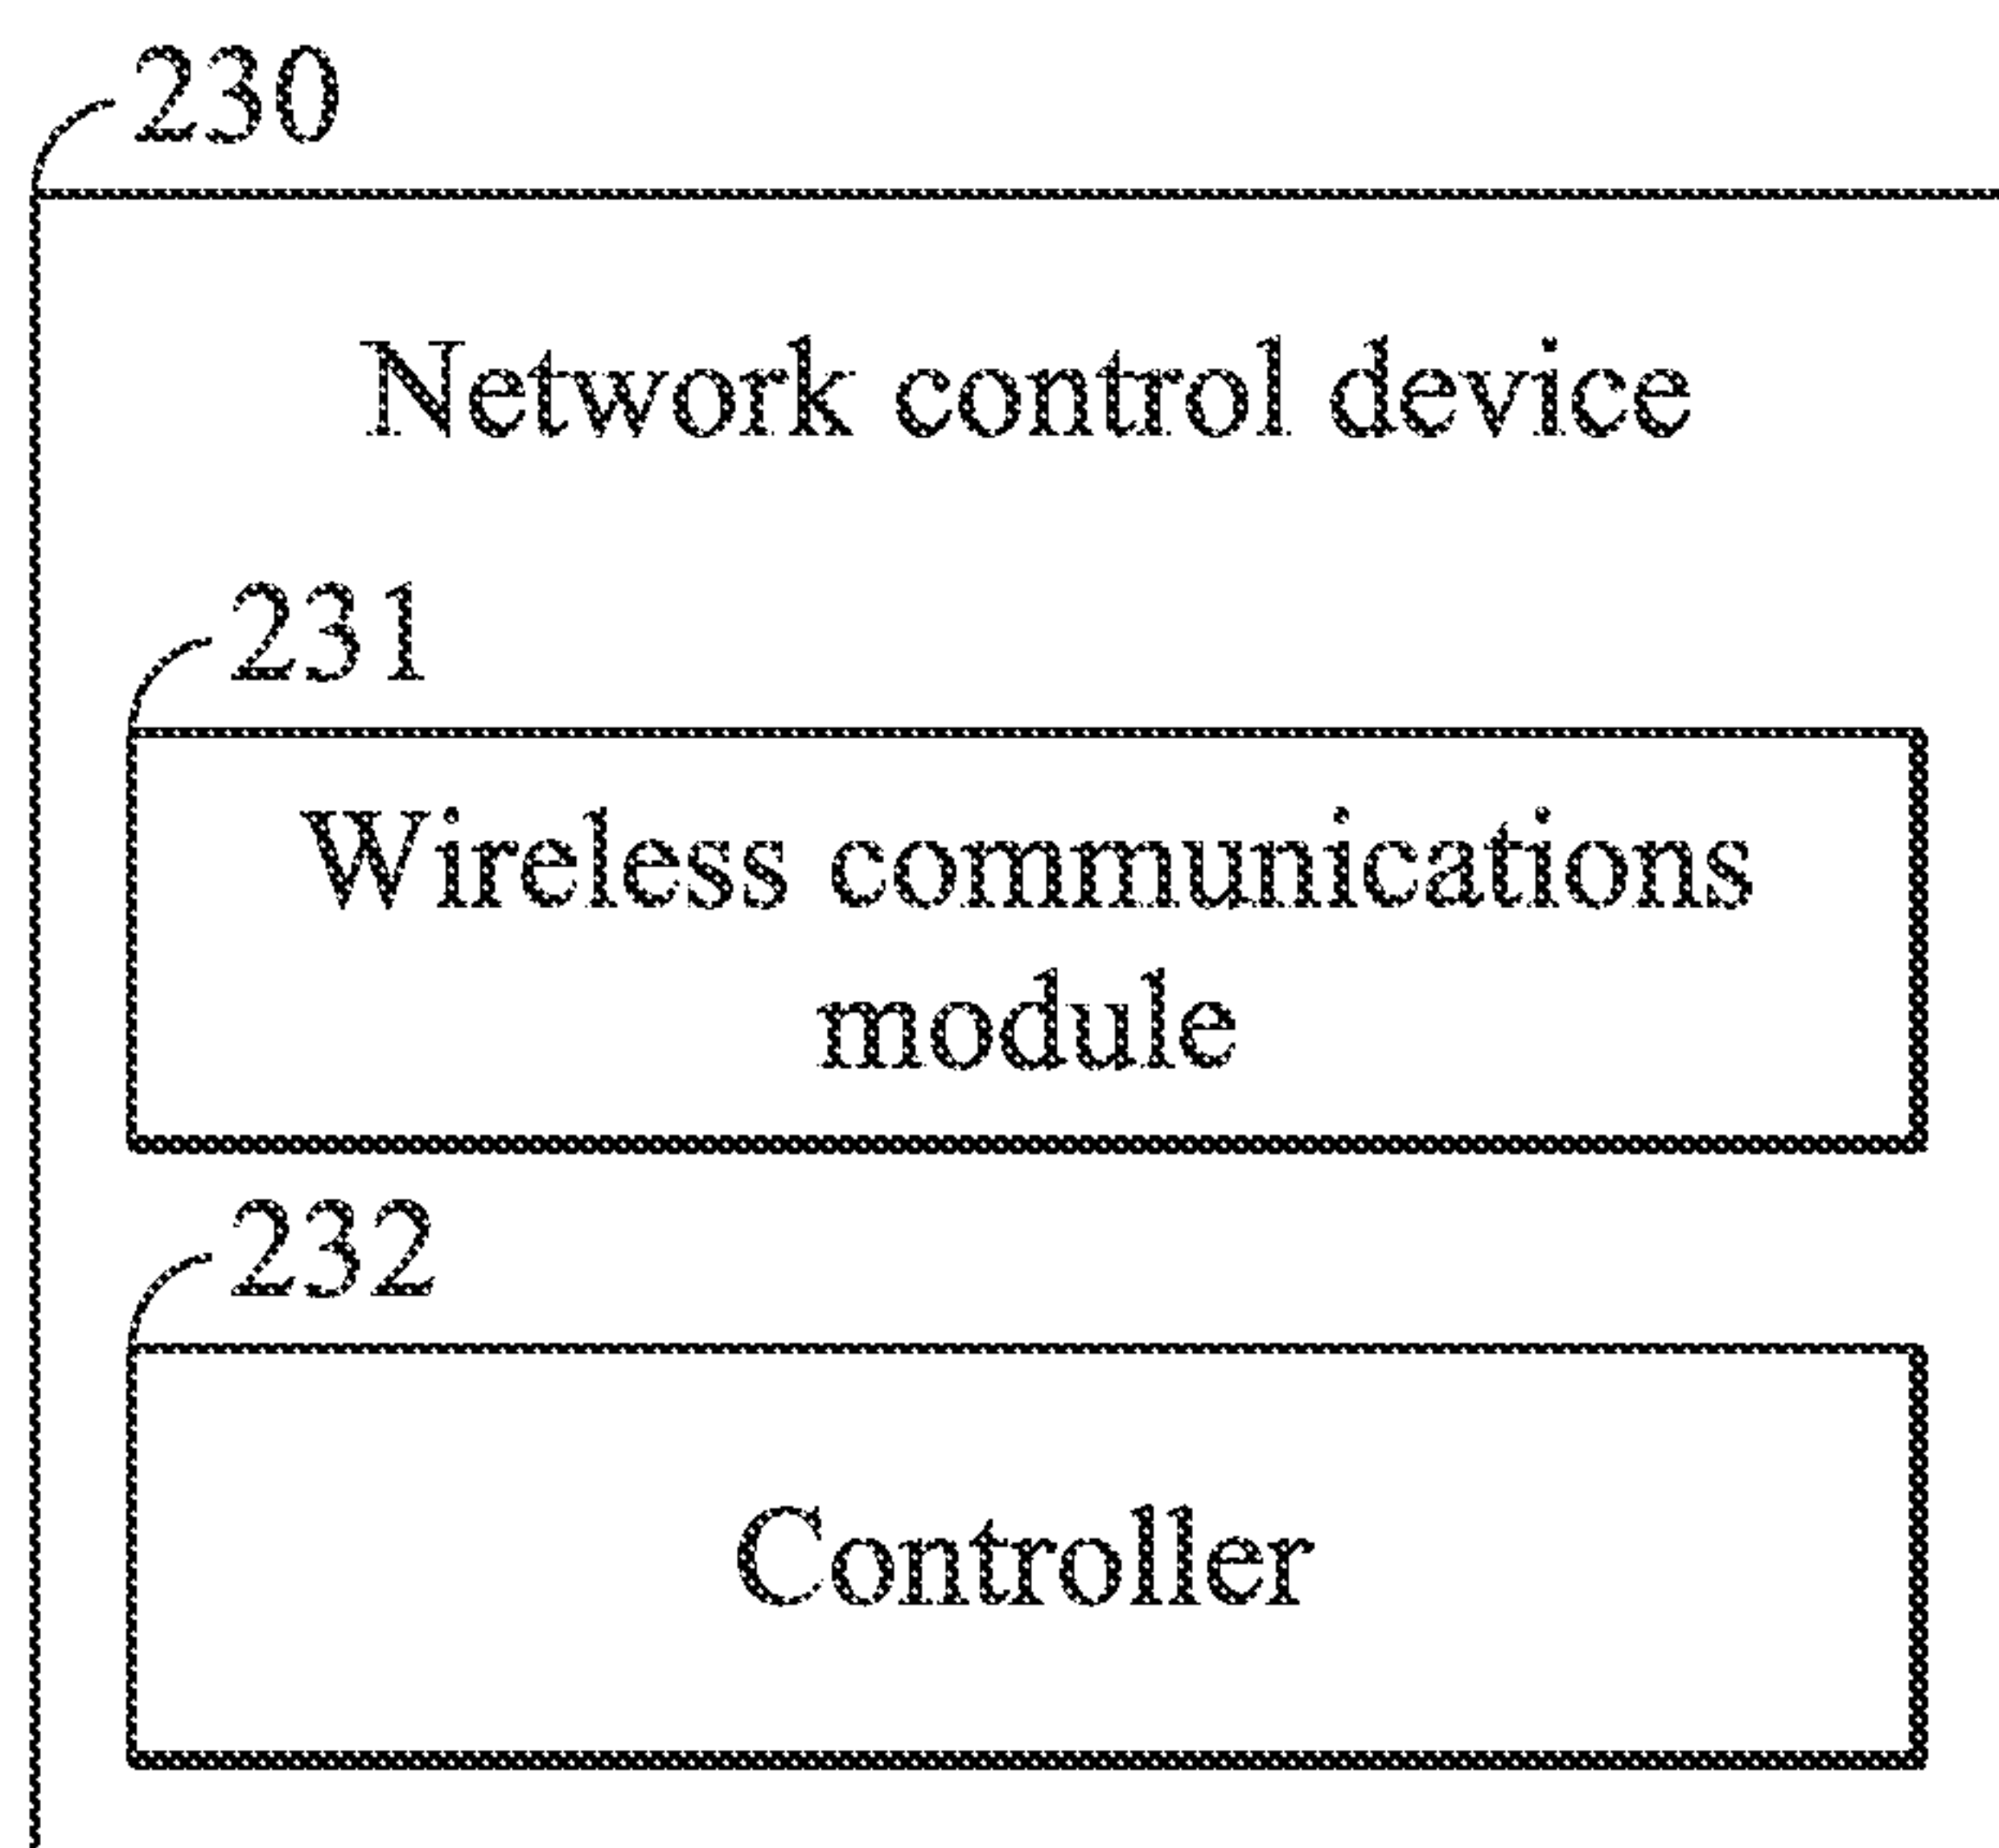 230
Network control device
231
Wireless communications
module
232
Controller